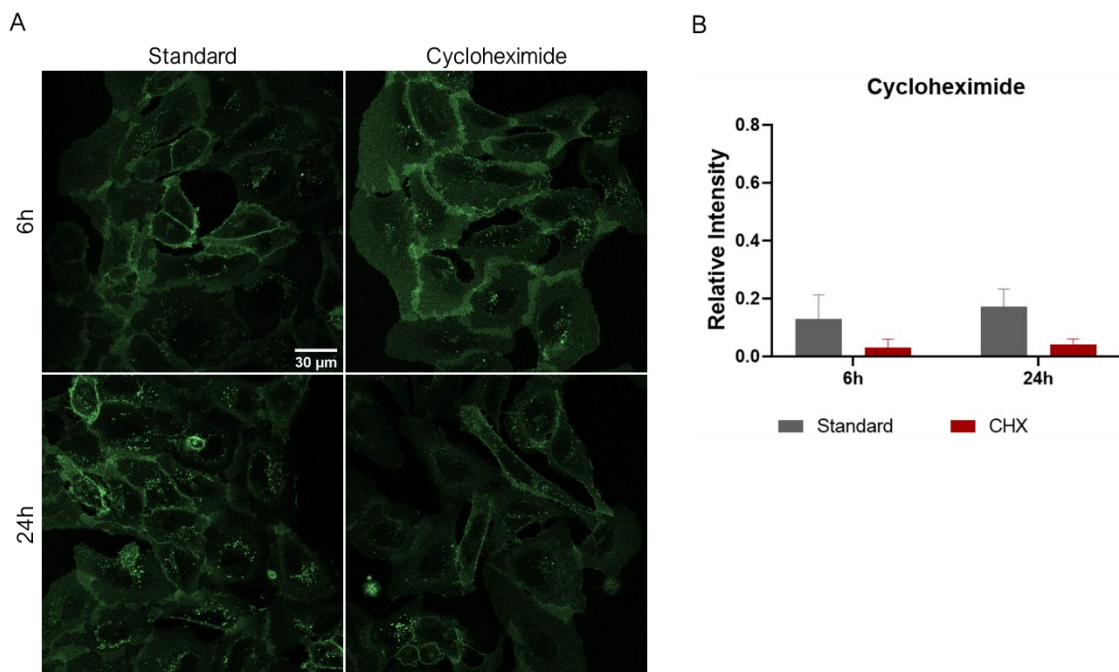 A
Standard Cycloheximide
6h
30 µm
24h
B
Cycloheximide
Relative Intensity
0.8
0.6
0.4
0.2
0.0
6h 24h
Standard CHX